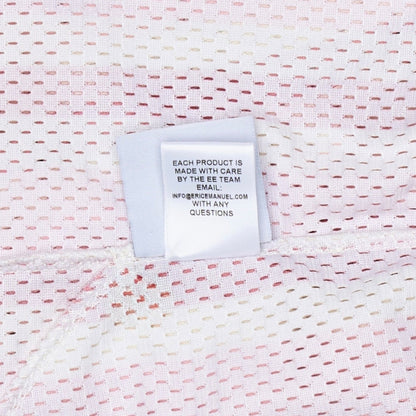 EACH PRODUCT IS
MADE WITH CARE
BY THE EE TEAM
EMAIL:
INFO@ERICEMANUEL.COM
WITH ANY
QUESTIONS